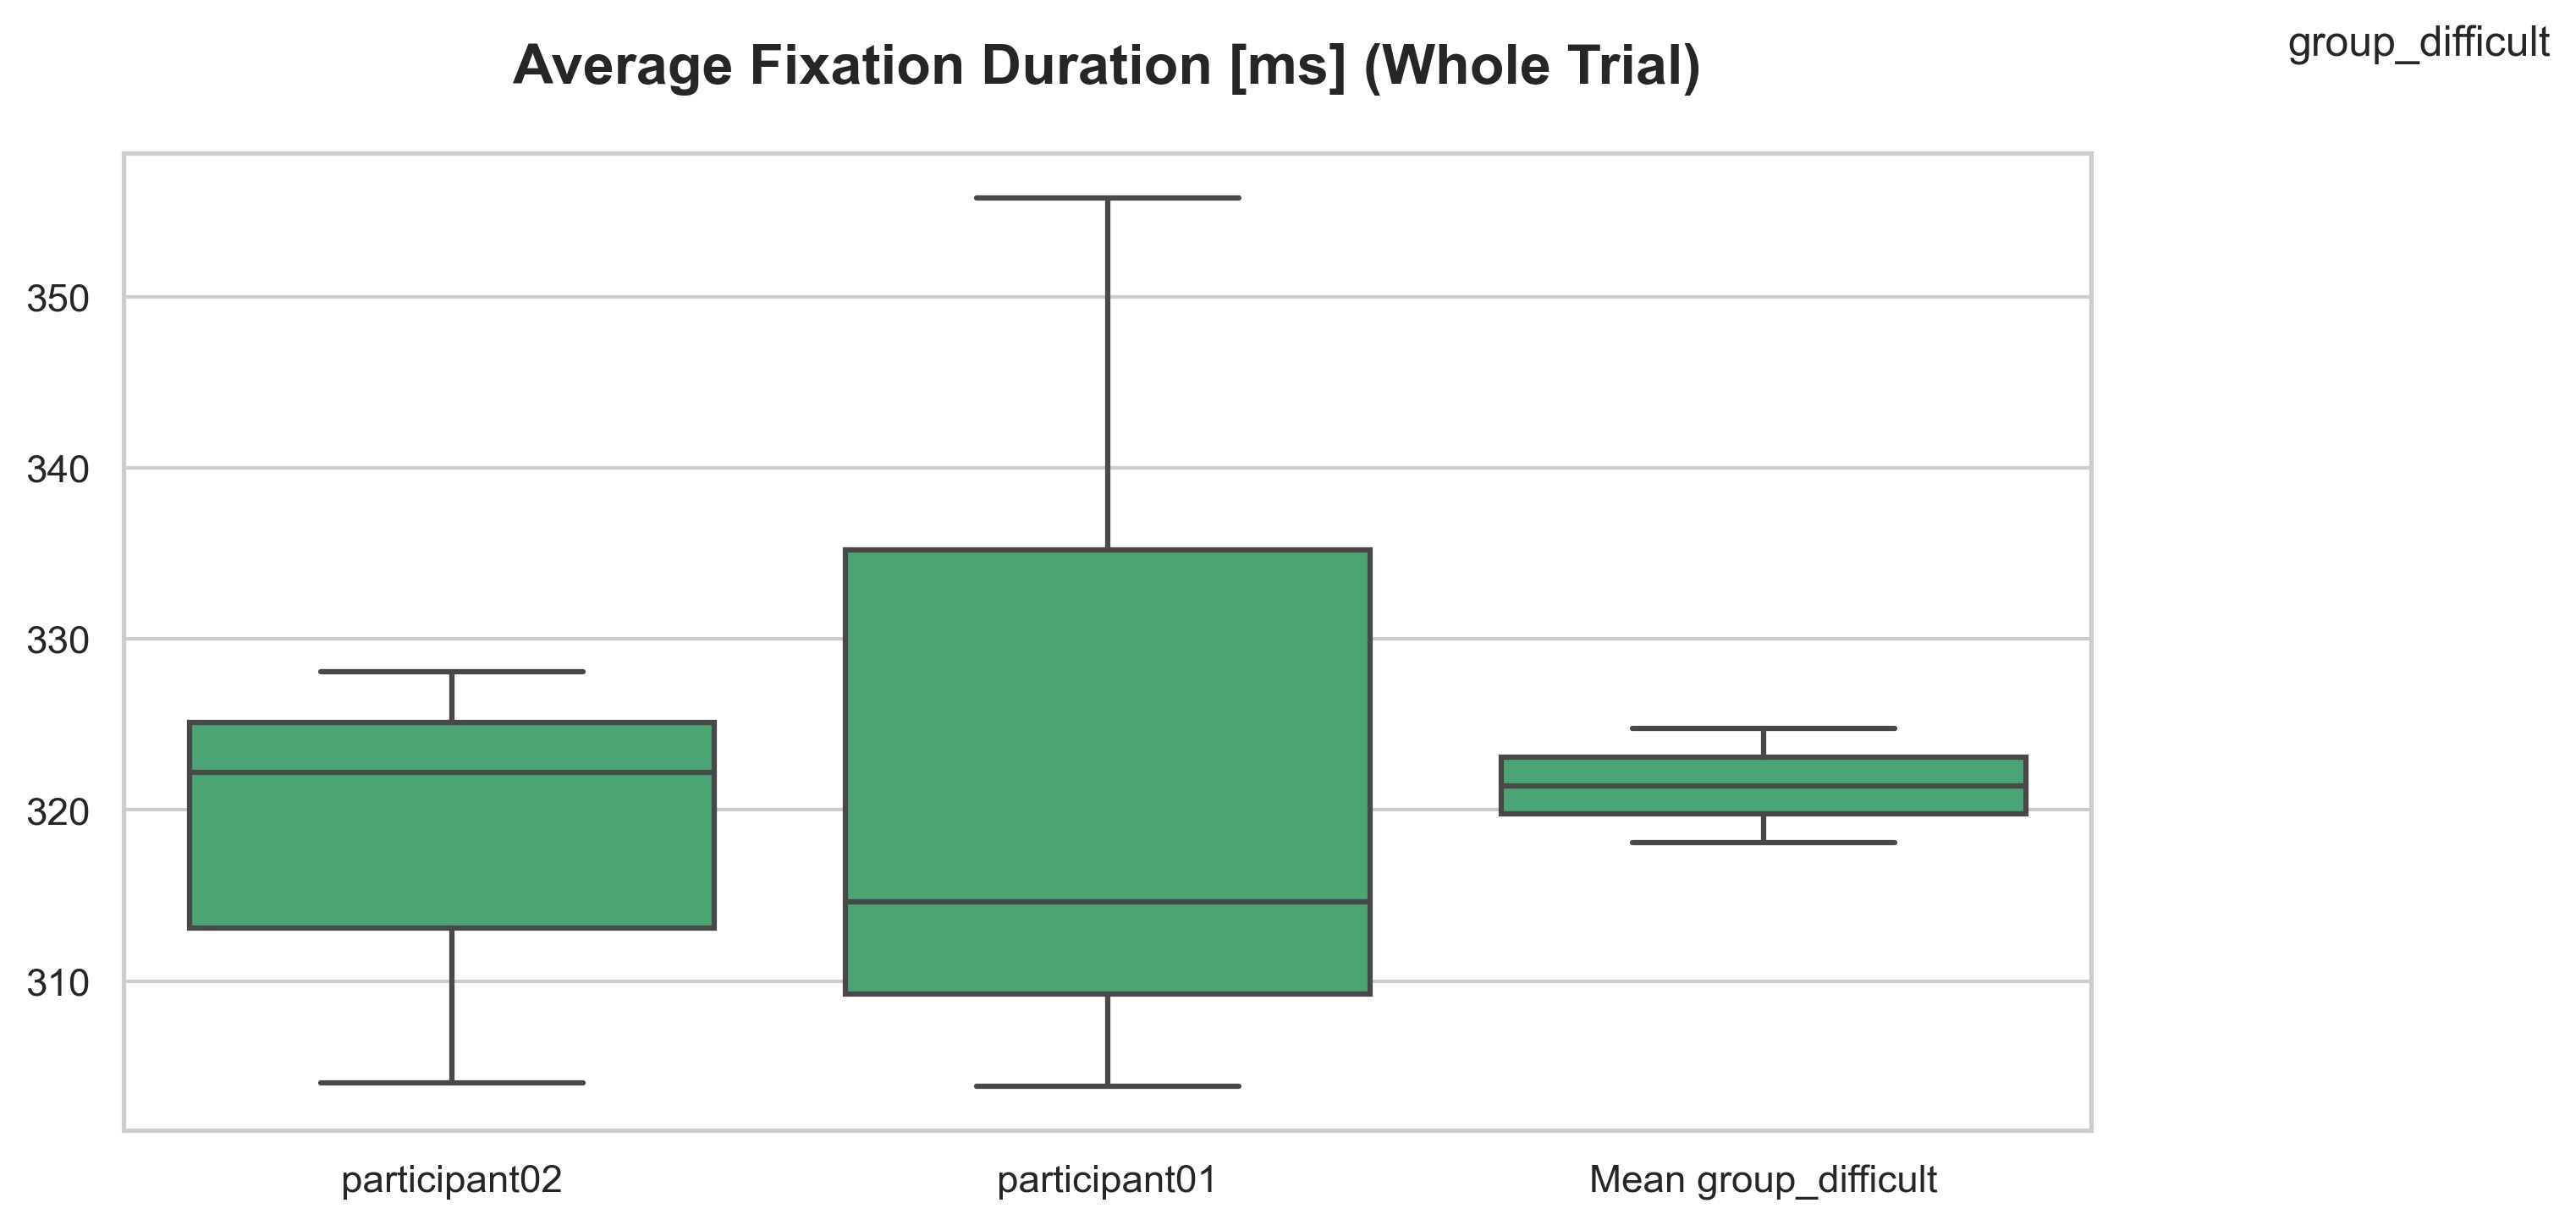 group_difficult
Average Fixation Duration [ms] (Whole Trial)
350
340
330
320
310
participant02
participant01
Mean group_difficult